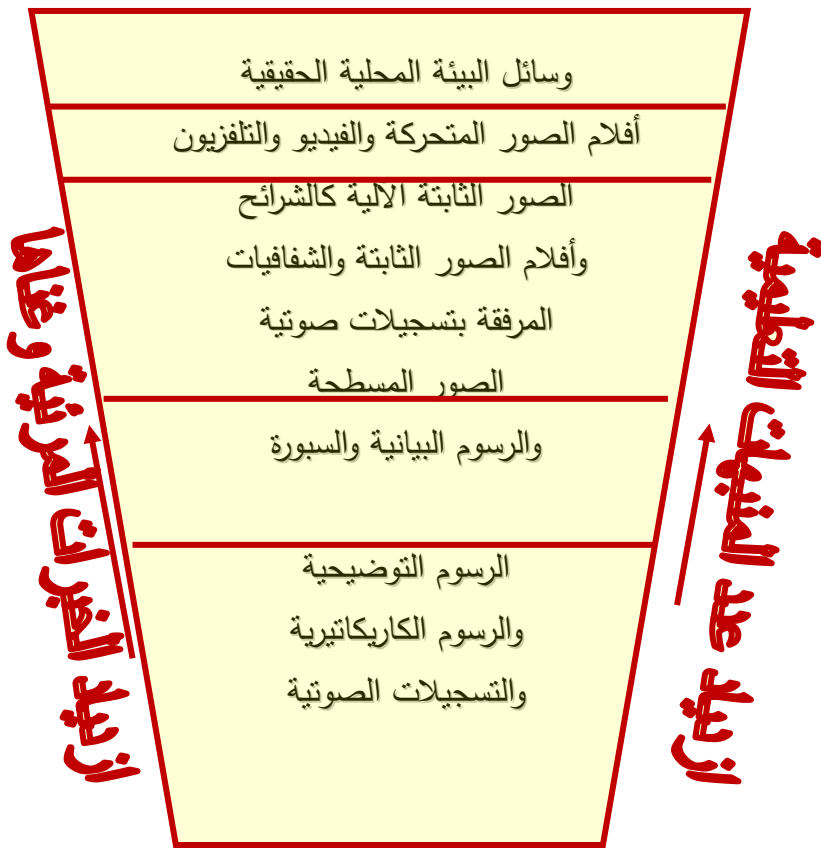 وسائل البيئة المحلية الحقيقية
أفلام الصور المتحركة والفيديو والتلفزيون
الصور الثابتة الآلية كالشرائح
وأفلام الصور الثابتة والشفافيات
المرفقة بتسجيلات صوتية
الصور المسطحة
والرسوم البيانية والسبورة
الرسوم التوضيحية
والرسوم الكاريكاتيرية
والتسجيلات الصوتية
ازدياد عدد المنبهات التعليمية
ازدياد الخبرات المرئية وغناها